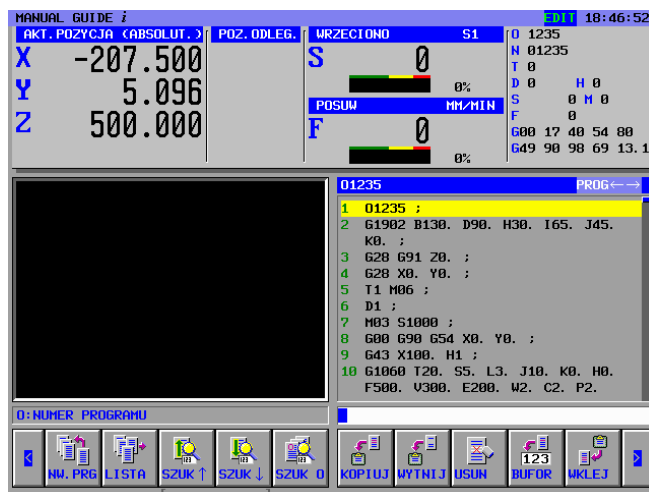 MANUAL GUIDE i EDIT 18:46:52
AKT.POZYCJA (ABSOLUT.) POZ.ODLEG. WRZECIONO S1
X -207.500
Y 5.096
Z 500.000
S 0
0%
POSUW MM/MIN
F 0
0%
O 1235
N 01235
T 0
D 0 H 0
S 0 M 0
F 0
G00 17 40 54 80
G49 90 98 69 13.1
O1235 PROG←→
1 O1235 ;
2 G1902 B130. D90. H30. I65. J45.
K0. ;
3 G28 G91 Z0. ;
4 G28 X0. Y0. ;
5 T1 M06 ;
6 D1 ;
7 M03 S1000 ;
8 G00 G90 G54 X0. Y0. ;
9 G43 X100. H1 ;
10 G1060 T20. S5. L3. J10. K0. H0.
F500. V300. E200. W2. C2. P2.
O:NUMER PROGRAMU
NW.PRG LISTA SZUK↑ SZUK↓ SZUK O KOPIUJ WYTNIJ USUN 123 BUFOR WKLEJ